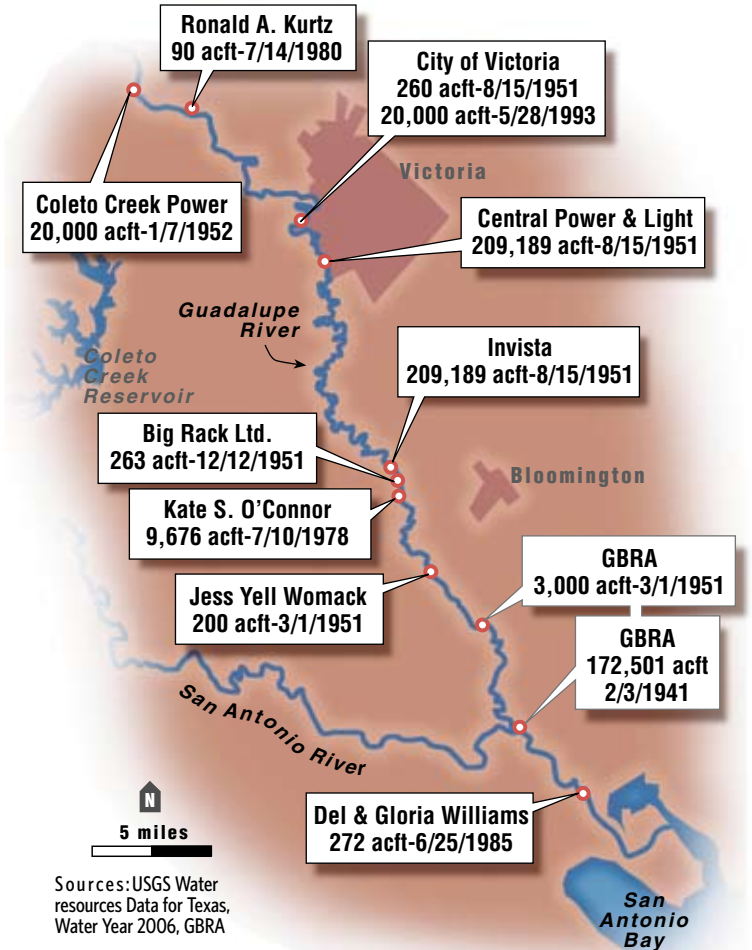 Ronald A. Kurtz
90 acft-7/14/1980
City of Victoria
260 acft-8/15/1951
20,000 acft-5/28/1993
Victoria
Coleto Creek Power
20,000 acft-1/7/1952
Central Power & Light
209,189 acft-8/15/1951
Guadalupe
River
Coleto
Creek
Reservoir
Invista
209,189 acft-8/15/1951
Big Rack Ltd.
263 acft-12/12/1951
Bloomington
Kate S. O'Connor
9,676 acft-7/10/1978
GBRA
3,000 acft-3/1/1951
Jess Yell Womack
200 acft-3/1/1951
GBRA
172,501 acft
2/3/1941
San Antonio River
N
5 miles
Del & Gloria Williams
272 acft-6/25/1985
Sources: USGS Water
resources Data for Texas,
Water Year 2006, GBRA
San
Antonio
Bay